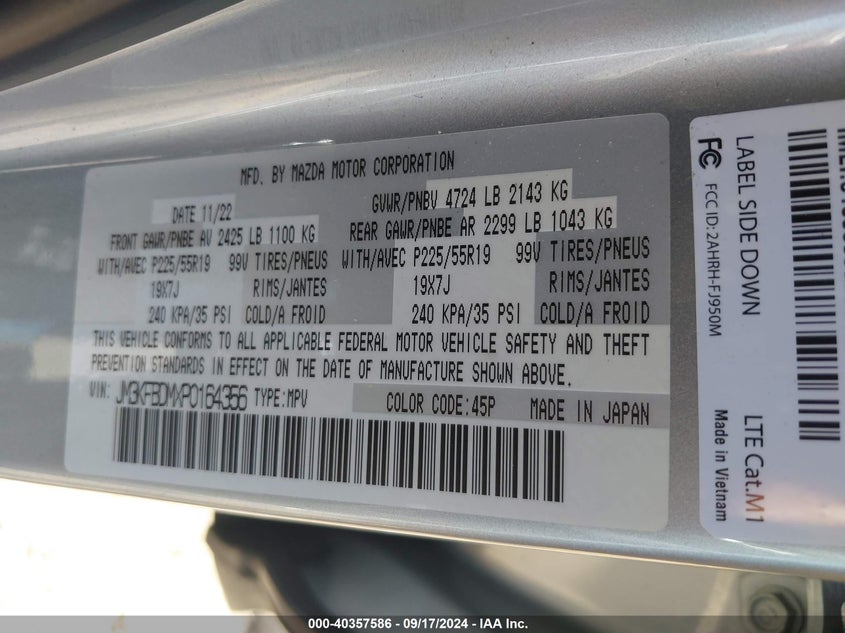 MFD. BY MAZDA MOTOR CORPORATION
DATE 11/22
GVWR/PNBV 4724 LB 2143 KG
FRONT GAWR/PNBE AV 2425 LB 1100 KG
REAR GAWR/PNBE AR 2299 LB 1043 KG
WITH/AVEC P225/55R19 99V TIRES/PNEUS
WITH/AVEC P225/55R19 99V TIRES/PNEUS
19X7J RIMS/JANTES
19X7J RIMS/JANTES
240 KPA/35 PSI COLD/A FROID
240 KPA/35 PSI COLD/A FROID
THIS VEHICLE CONFORMS TO ALL APPLICABLE FEDERAL MOTOR VEHICLE SAFETY AND THEFT
PREVENTION STANDARDS IN EFFECT ON THE DATE OF MANUFACTURE SHOWN ABOVE.
VIN: JM3KFBDMXP0164356 TYPE:MPV
COLOR CODE:45P MADE IN JAPAN
LABEL SIDE DOWN
FC FCC ID: 2AHRH-FJ950M
LTE Cat.M1
Made in Vietnam
000-40357586 - 09/17/2024 - IAA Inc.